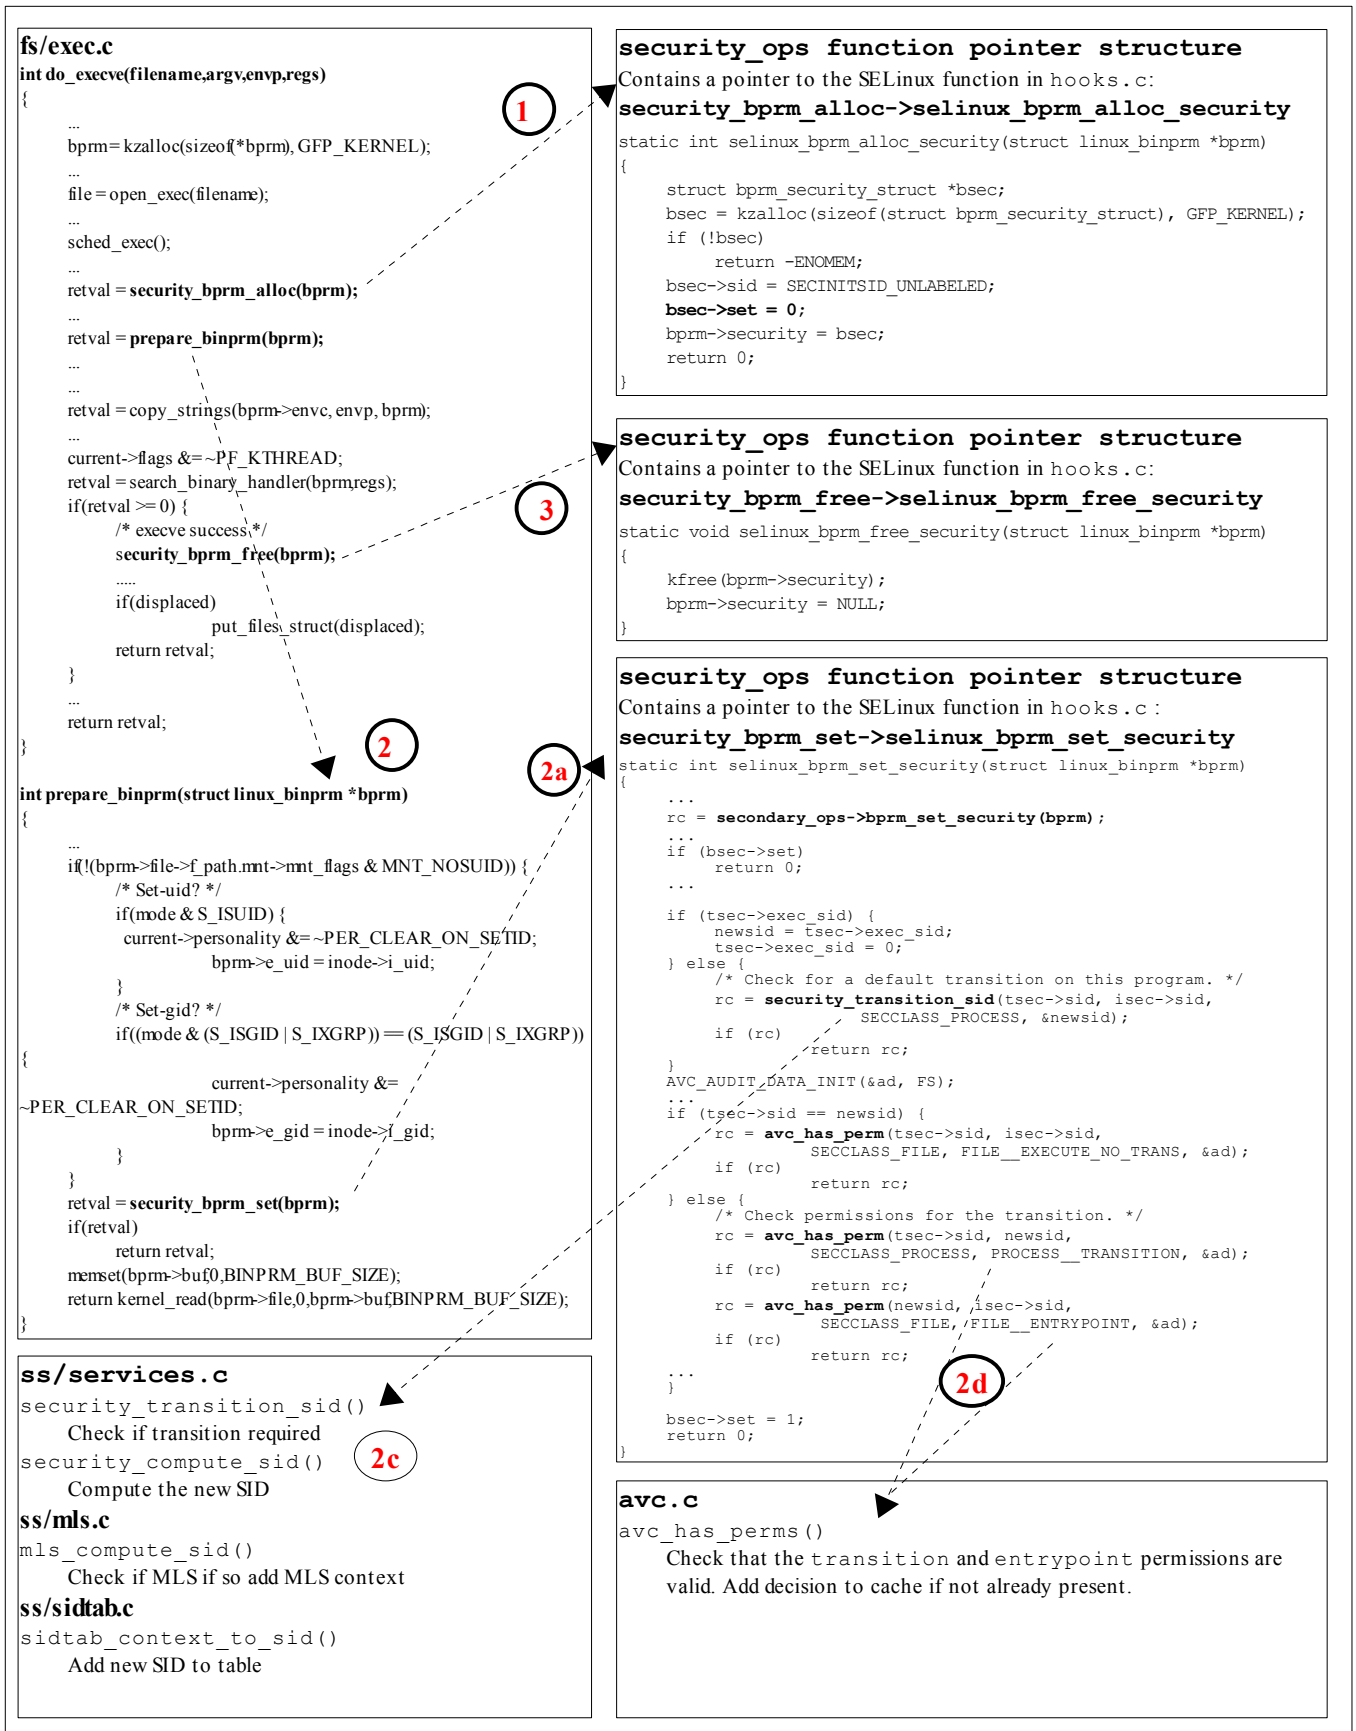 fs/exec.c
int do_execve(filename,argv,envp,regs)
{
...
bprm = kzalloc(sizeof(*bprm), GFP_KERNEL);
...
file = open_exec(filename);
...
sched_exec();
...
retval = security_bprm_alloc(bprm);
...
retval = prepare_binprm(bprm);
...
...
retval = copy_strings(bprm->envc, envp, bprm);
...
current->flags &= ~PF_KTHREAD;
retval = search_binary_handler(bprm,regs);
if(retval >= 0) {
/* execve success */
security_bprm_free(bprm);
.....
if(displaced)
put_files_struct(displaced);
return retval;
}
...
return retval;
}
int prepare_binprm(struct linux_binprm *bprm)
{
...
if(!(bprm->file->f_path.mnt->mnt_flags & MNT_NOSUID)) {
/* Set-uid? */
if(mode & S_ISUID) {
current->personality &= ~PER_CLEAR_ON_SETID;
bprm->e_uid = inode->i_uid;
}
/* Set-gid? */
if((mode & (S_ISGID | S_IXGRP)) == (S_ISGID | S_IXGRP))
{
current->personality &=
~PER_CLEAR_ON_SETID;
bprm->e_gid = inode->i_gid;
}
}
retval = security_bprm_set(bprm);
if(retval)
return retval;
memset(bprm->buf,0,BINPRM_BUF_SIZE);
return kernel_read(bprm->file,0,bprm->buf,BINPRM_BUF_SIZE);
}
1
2
3
2a
2c
2d
ss/services.c
security_transition_sid()
Check if transition required
security_compute_sid()
Compute the new SID
ss/mls.c
mls_compute_sid()
Check if MLS if so add MLS context
ss/sidtab.c
sidtab_context_to_sid()
Add new SID to table
security_ops function pointer structure
Contains a pointer to the SELinux function in hooks.c:
security_bprm_alloc->selinux_bprm_alloc_security
static int selinux_bprm_alloc_security(struct linux_binprm *bprm)
{
struct bprm_security_struct *bsec;
bsec = kzalloc(sizeof(struct bprm_security_struct), GFP_KERNEL);
if (!bsec)
return -ENOMEM;
bsec->sid = SECINITSID_UNLABELED;
bsec->set = 0;
bprm->security = bsec;
return 0;
}
security_ops function pointer structure
Contains a pointer to the SELinux function in hooks.c:
security_bprm_free->selinux_bprm_free_security
static void selinux_bprm_free_security(struct linux_binprm *bprm)
{
kfree(bprm->security);
bprm->security = NULL;
}
security_ops function pointer structure
Contains a pointer to the SELinux function in hooks.c :
security_bprm_set->selinux_bprm_set_security
static int selinux_bprm_set_security(struct linux_binprm *bprm)
{
...
rc = secondary_ops->bprm_set_security(bprm);
...
if (bsec->set)
return 0;
...
if (tsec->exec_sid) {
newsid = tsec->exec_sid;
tsec->exec_sid = 0;
} else {
/* Check for a default transition on this program. */
rc = security_transition_sid(tsec->sid, isec->sid,
SECCLASS_PROCESS, &newsid);
if (rc)
return rc;
}
AVC_AUDIT_DATA_INIT(&ad, FS);
...
if (tsec->sid == newsid) {
rc = avc_has_perm(tsec->sid, isec->sid,
SECCLASS_FILE, FILE__EXECUTE_NO_TRANS, &ad);
if (rc)
return rc;
} else {
/* Check permissions for the transition. */
rc = avc_has_perm(tsec->sid, newsid,
SECCLASS_PROCESS, PROCESS__TRANSITION, &ad);
if (rc)
return rc;
rc = avc_has_perm(newsid, isec->sid,
SECCLASS_FILE, FILE__ENTRYPOINT, &ad);
if (rc)
return rc;
...
}
bsec->set = 1;
return 0;
}
avc.c
avc_has_perms()
Check that the transition and entrypoint permissions are
valid. Add decision to cache if not already present.